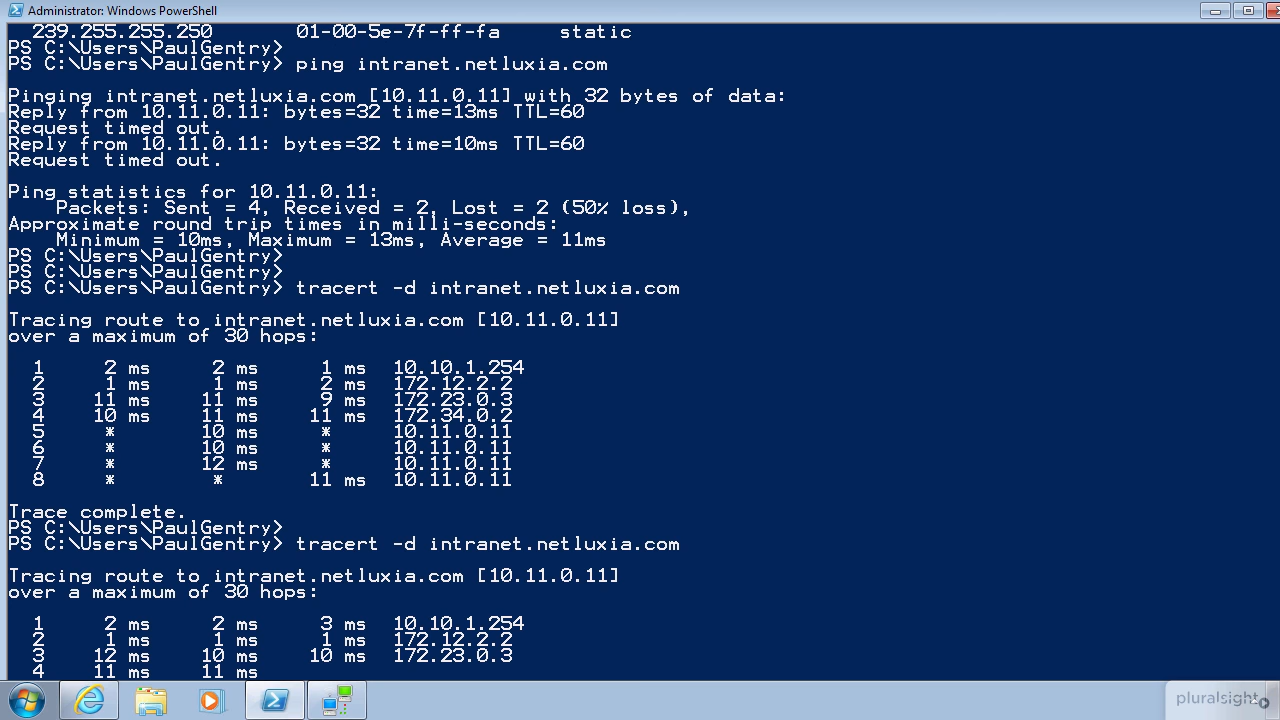 Administrator: Windows PowerShell
239.255.255.250 01-00-5e-7f-ff-fa static
PS C:\Users\PaulGentry>
PS C:\Users\PaulGentry> ping intranet.netluxia.com
Pinging intranet.netluxia.com [10.11.0.11] with 32 bytes of data:
Reply from 10.11.0.11: bytes=32 time=13ms TTL=60
Request timed out.
Reply from 10.11.0.11: bytes=32 time=10ms TTL=60
Request timed out.
Ping statistics for 10.11.0.11:
Packets: Sent = 4, Received = 2, Lost = 2 (50% loss),
Approximate round trip times in milli-seconds:
Minimum = 10ms, Maximum = 13ms, Average = 11ms
PS C:\Users\PaulGentry>
PS C:\Users\PaulGentry>
PS C:\Users\PaulGentry> tracert -d intranet.netluxia.com
Tracing route to intranet.netluxia.com [10.11.0.11]
over a maximum of 30 hops:
1 2 ms 2 ms 1 ms 10.10.1.254
2 1 ms 1 ms 2 ms 172.12.2.2
3 11 ms 11 ms 9 ms 172.23.0.3
4 10 ms 11 ms 11 ms 172.34.0.2
5 * 10 ms * 10.11.0.11
6 * 10 ms * 10.11.0.11
7 * 12 ms * 10.11.0.11
8 * * 11 ms 10.11.0.11
Trace complete.
PS C:\Users\PaulGentry>
PS C:\Users\PaulGentry> tracert -d intranet.netluxia.com
Tracing route to intranet.netluxia.com [10.11.0.11]
over a maximum of 30 hops:
1 2 ms 2 ms 3 ms 10.10.1.254
2 1 ms 1 ms 1 ms 172.12.2.2
3 12 ms 10 ms 10 ms 172.23.0.3
4 11 ms 11 ms
pluralsight